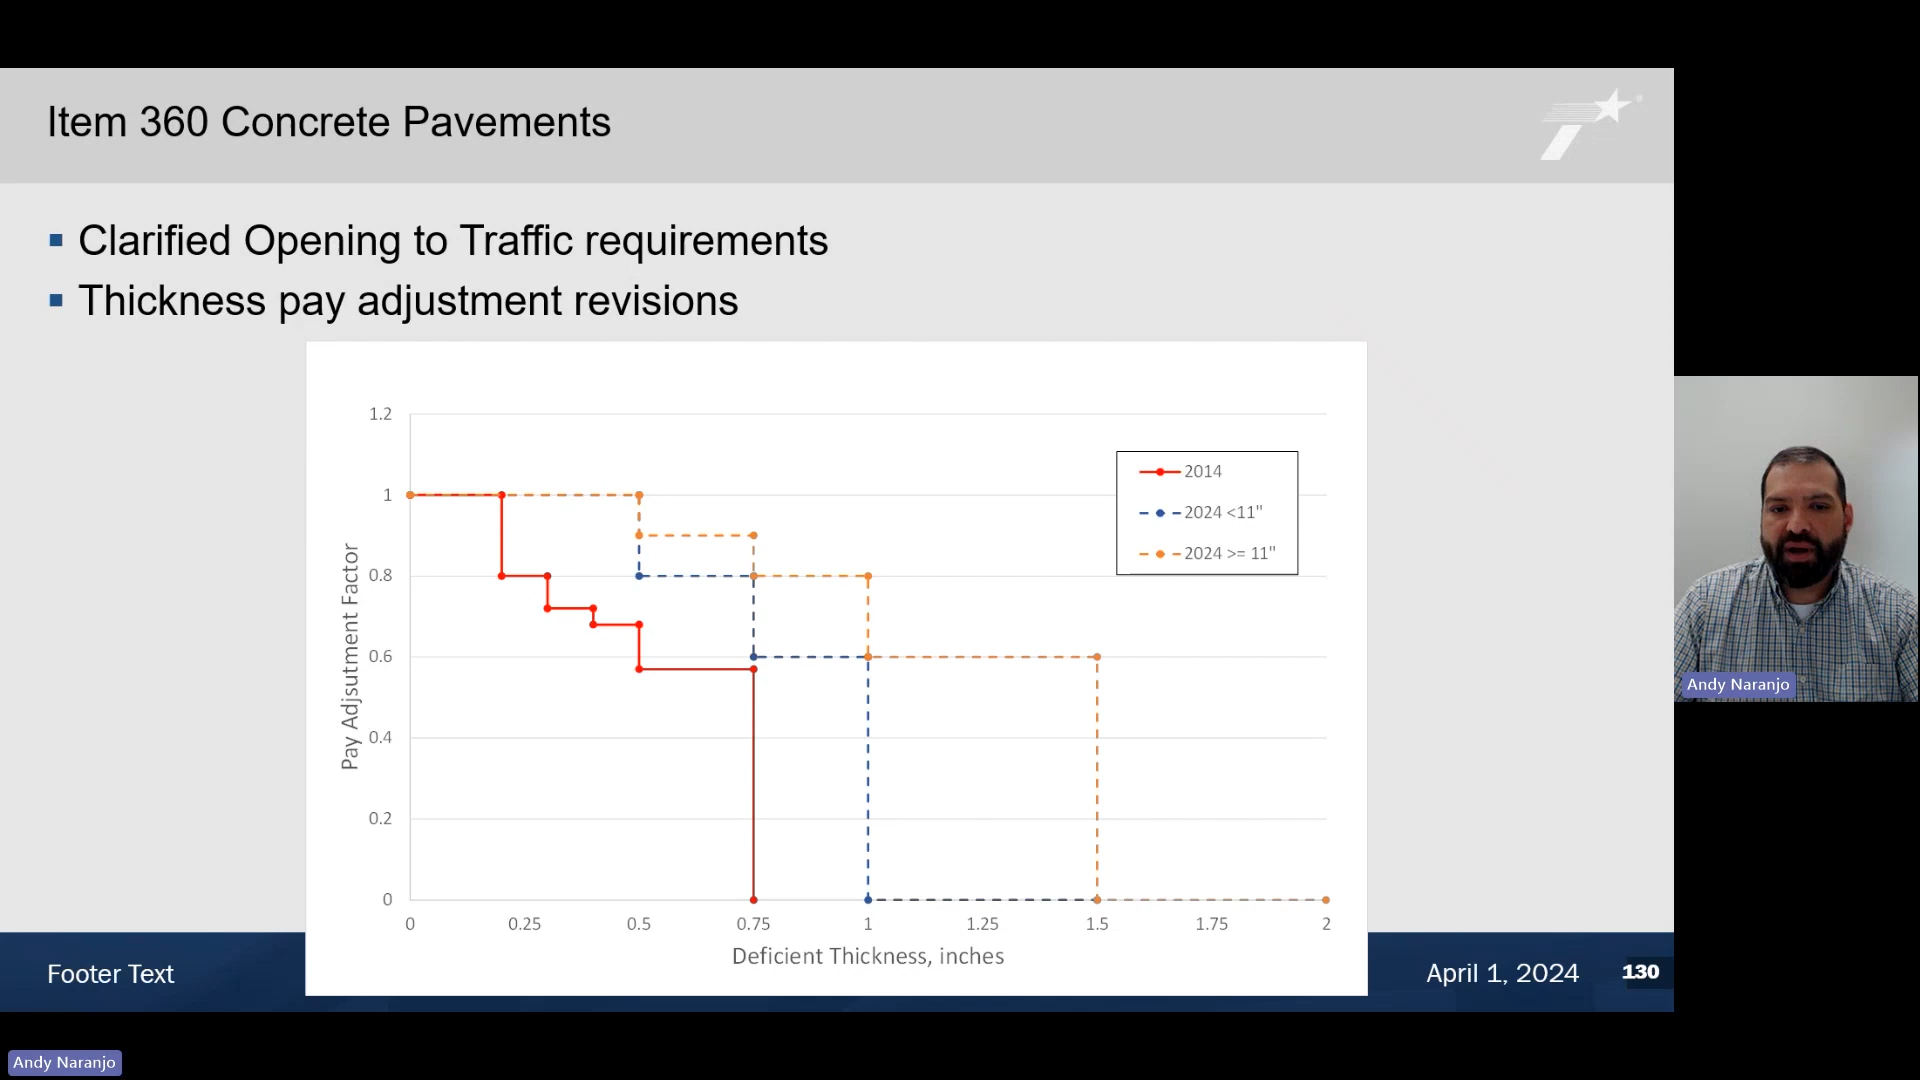 Item 360 Concrete Pavements
®
Clarified Opening to Traffic requirements
Thickness pay adjustment revisions
1.2
1
0.8
0.6
0.4
0.2
0
Pay Adjsutment Factor
0
0.25
0.5
0.75
1
1.25
1.5
1.75
2
Deficient Thickness, inches
2014
2024 <11"
2024 >= 11"
Footer Text
April 1, 2024
130
Andy Naranjo
Andy Naranjo